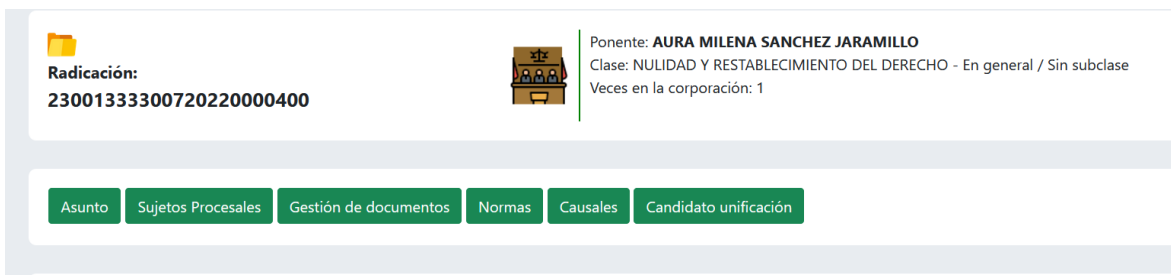 Radicación:
23001333300720220000400
Ponente: AURA MILENA SANCHEZ JARAMILLO
Clase: NULIDAD Y RESTABLECIMIENTO DEL DERECHO - En general / Sin subclase
Veces en la corporación: 1
Asunto
Sujetos Procesales
Gestión de documentos
Normas
Causales
Candidato unificación